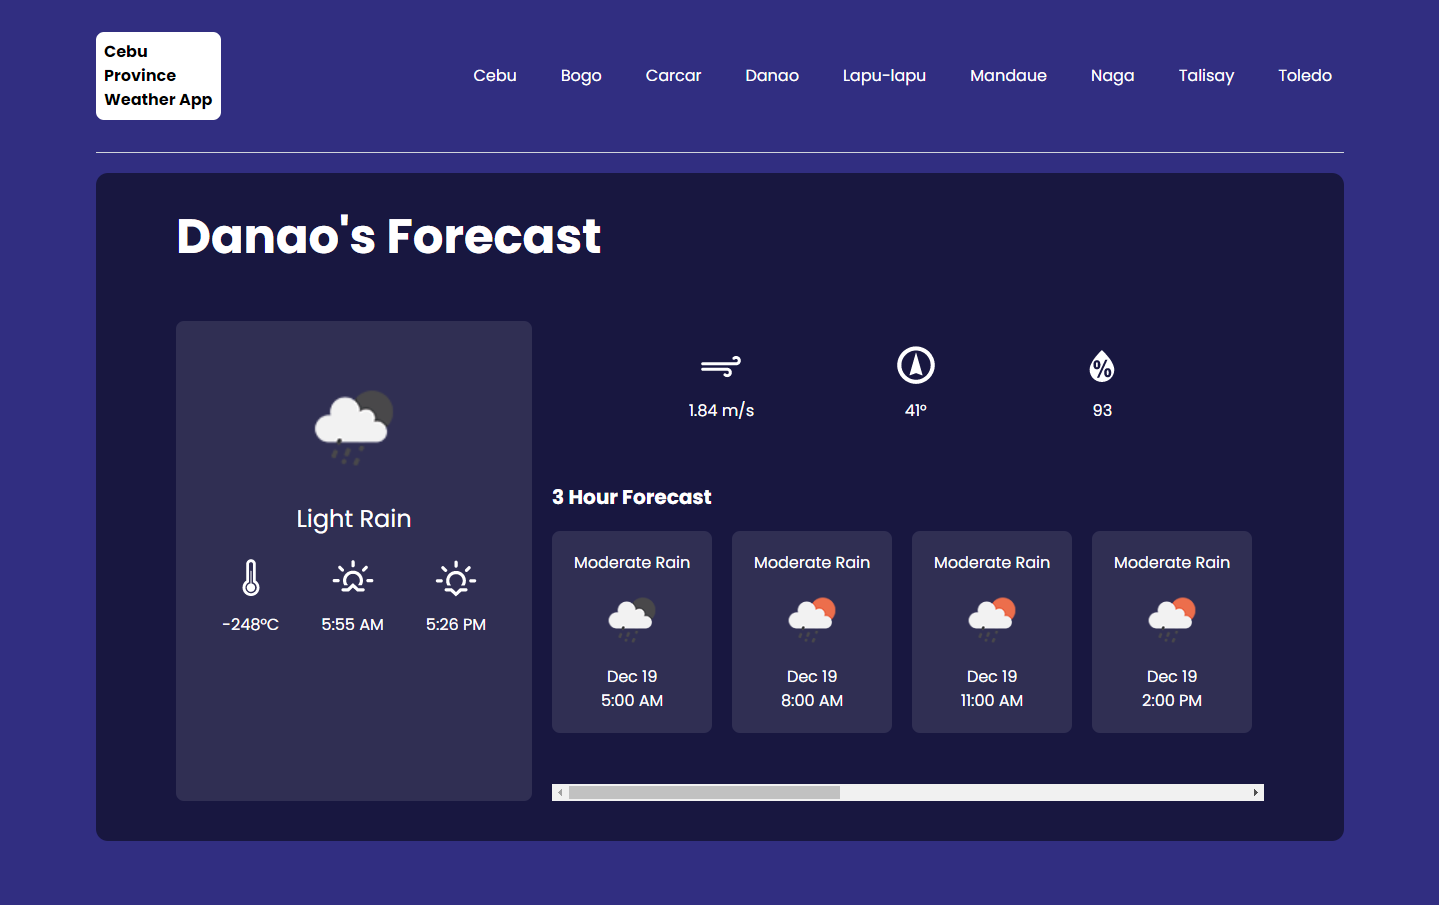 Cebu
Province
Weather App
Cebu Bogo Carcar Danao Lapu-lapu Mandaue Naga Talisay Toledo
Danao's Forecast
Light Rain
-248°C 5:55 AM 5:26 PM
%
1.84 m/s 41° 93
3 Hour Forecast
Moderate Rain Moderate Rain Moderate Rain Moderate Rain
Dec 19 Dec 19 Dec 19 Dec 19
5:00 AM 8:00 AM 11:00 AM 2:00 PM